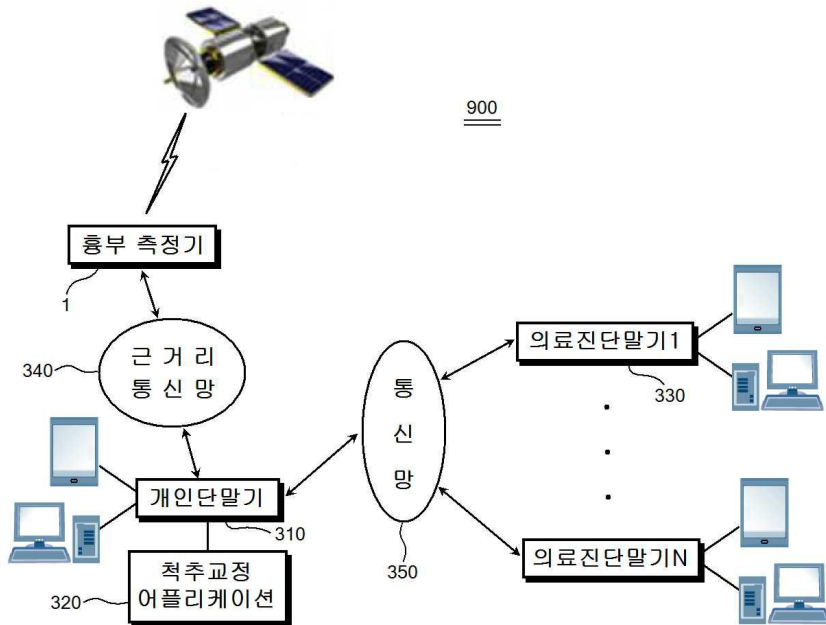 900
흉부 측정기
1
근 거 리
통 신 망
340
의료진단말기1
330
통
신
망
350
개인단말기
310
척추교정
어플리케이션
320
의료진단말기N